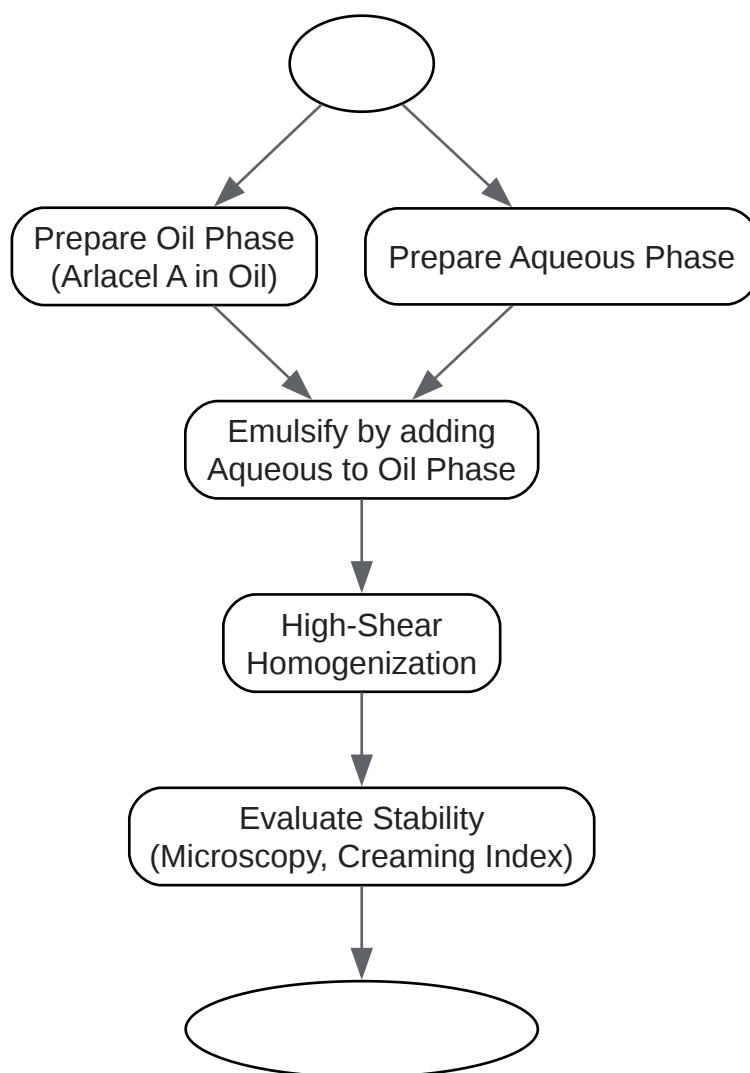 Prepare Oil Phase
(Arlacel A in Oil)
Prepare Aqueous Phase
Emulsify by adding
Aqueous to Oil Phase
High-Shear
Homogenization
Evaluate Stability
(Microscopy, Creaming Index)